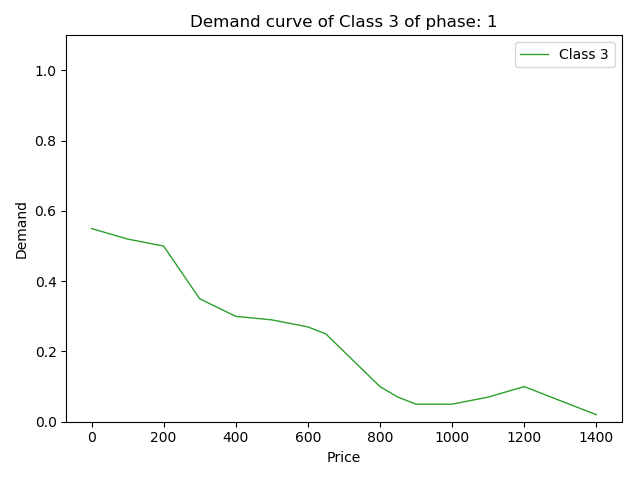 Demand curve of Class 3 of phase: 1
Class 3
1.0
0.8
0.6
0.4
0.2
0.0
Demand
0 200 400 600 800 1000 1200 1400
Price